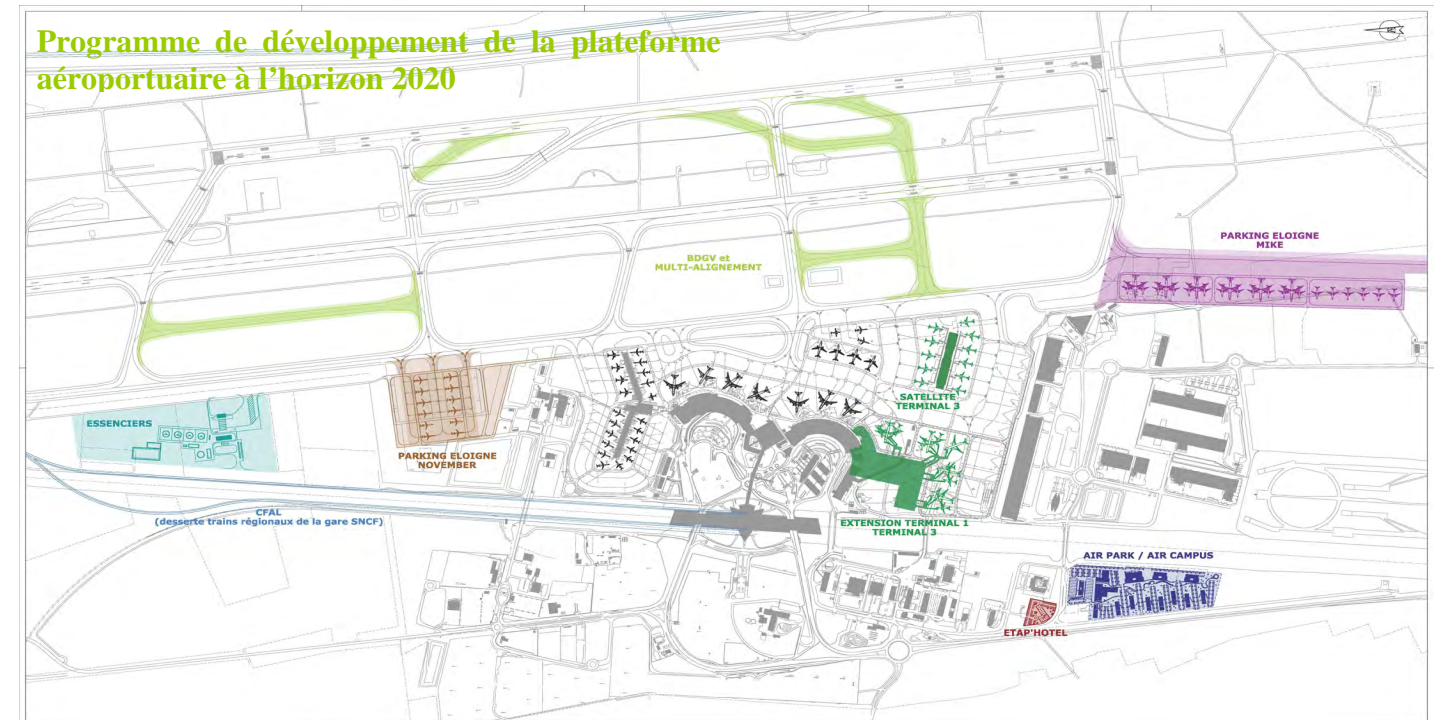 Programme de développement de la plateforme
aéroportuaire à l’horizon 2020
PARKING ELOIGNE
MIKE
BDGV et
MULTI-ALIGNEMENT
SATELLITE
TERMINAL 3
ESSENCIERS
PARKING ELOIGNE
NOVEMBER
CFAL
(desserte trains régionaux de la gare SNCF)
EXTENSION TERMINAL 1
TERMINAL 3
AIR PARK / AIR CAMPUS
ETAP'HOTEL